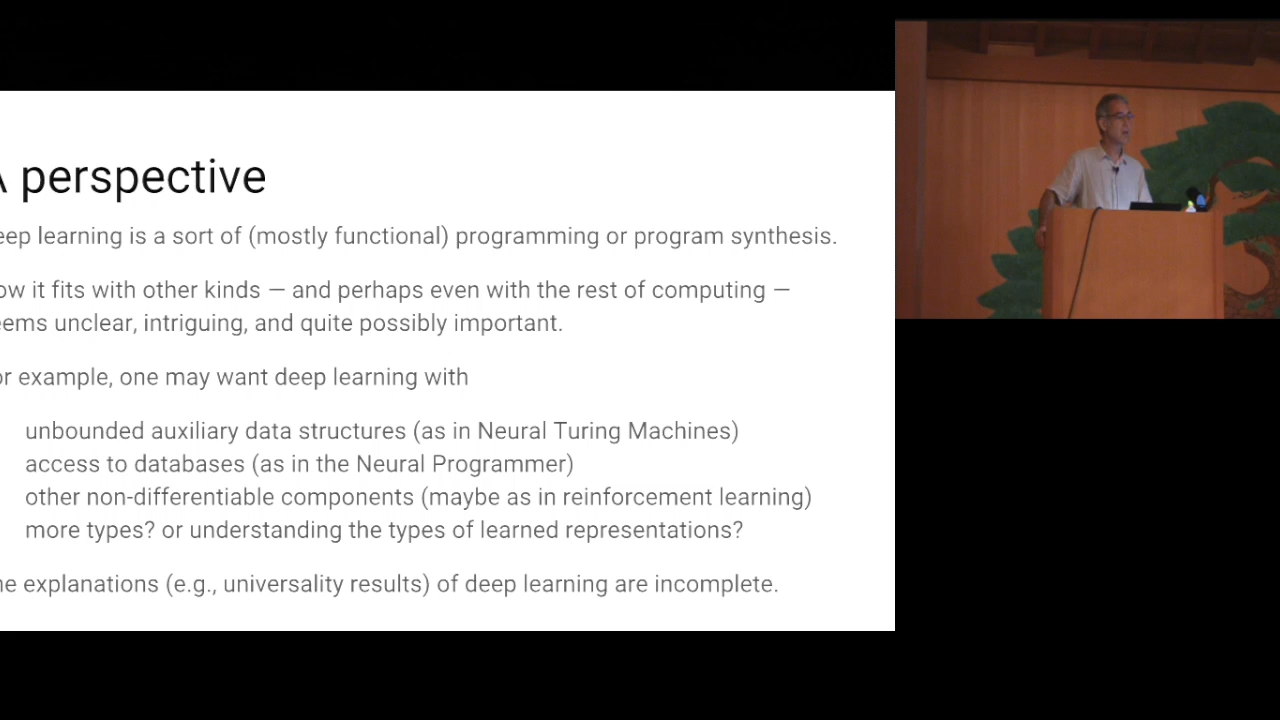 A perspective
eep learning is a sort of (mostly functional) programming or program synthesis.
ow it fits with other kinds — and perhaps even with the rest of computing —
eems unclear, intriguing, and quite possibly important.
or example, one may want deep learning with
unbounded auxiliary data structures (as in Neural Turing Machines)
access to databases (as in the Neural Programmer)
other non-differentiable components (maybe as in reinforcement learning)
more types? or understanding the types of learned representations?
he explanations (e.g., universality results) of deep learning are incomplete.